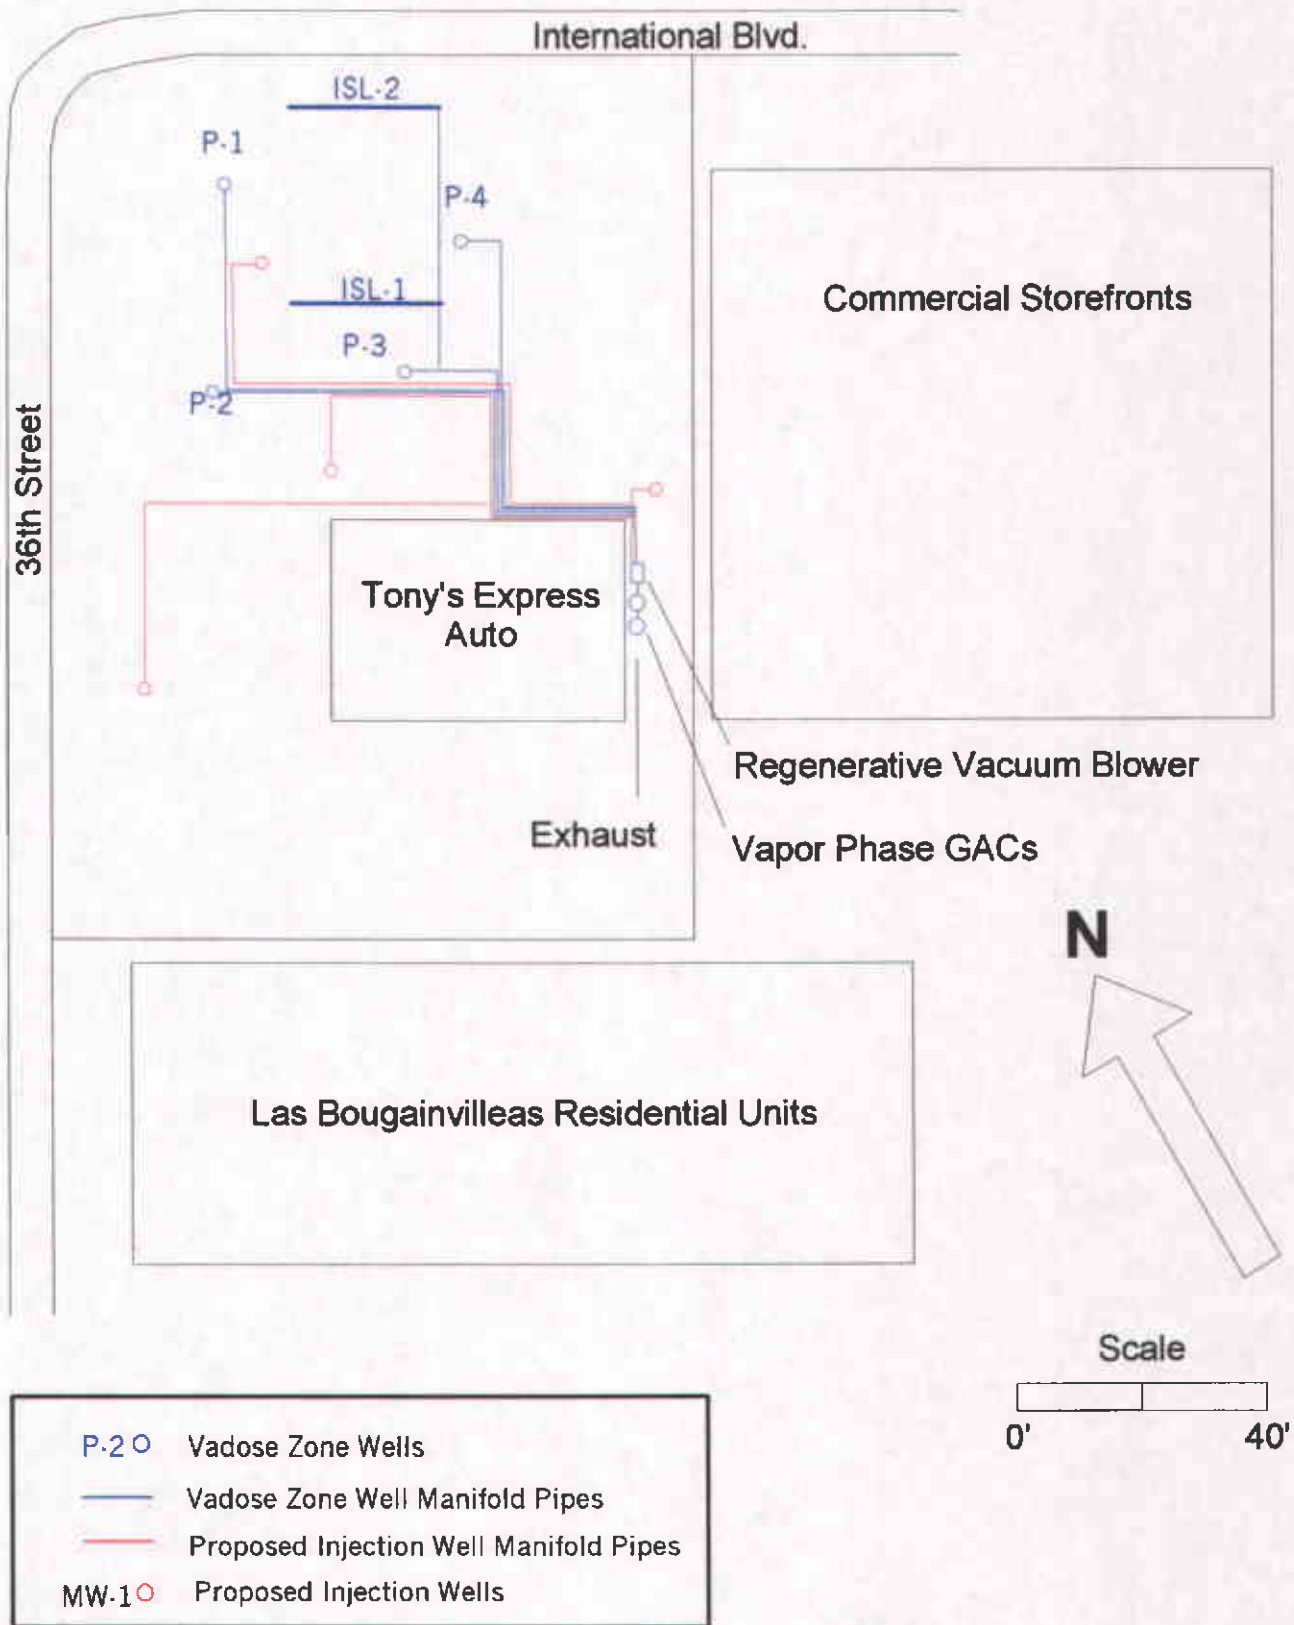 International Blvd.
ISL-2
P-1
P-4
Commercial Storefronts
ISL-1
P-3
P-2
36th Street
Tony's Express
Auto
Regenerative Vacuum Blower
Exhaust
Vapor Phase GACs
N
Las Bougainvilleas Residential Units
Scale
0' 40'
P-2 Vadose Zone Wells
Vadose Zone Well Manifold Pipes
Proposed Injection Well Manifold Pipes
MW-1 Proposed Injection Wells